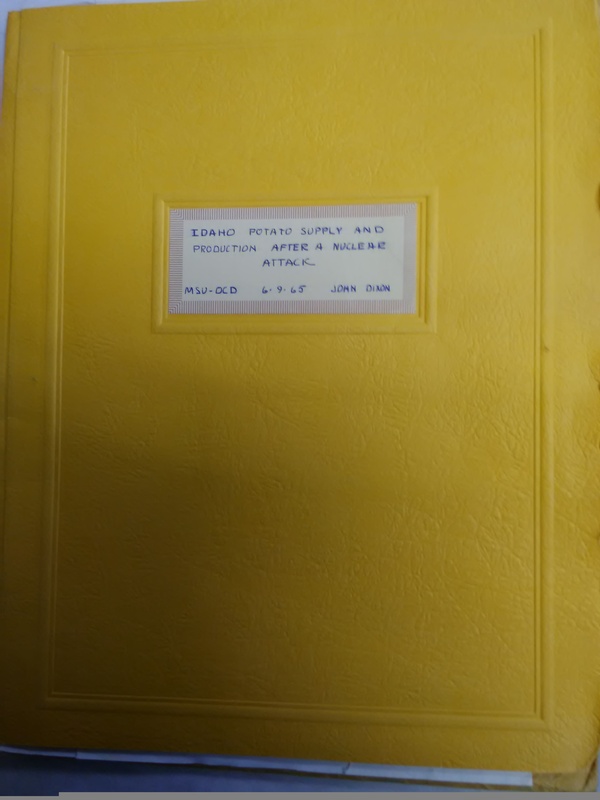 IDAHO POTATO SUPPLY AND
PRODUCTION AFTER A NUCLEAR
ATTACK
MSU-OCD 6-9-65 JOHN DIXON